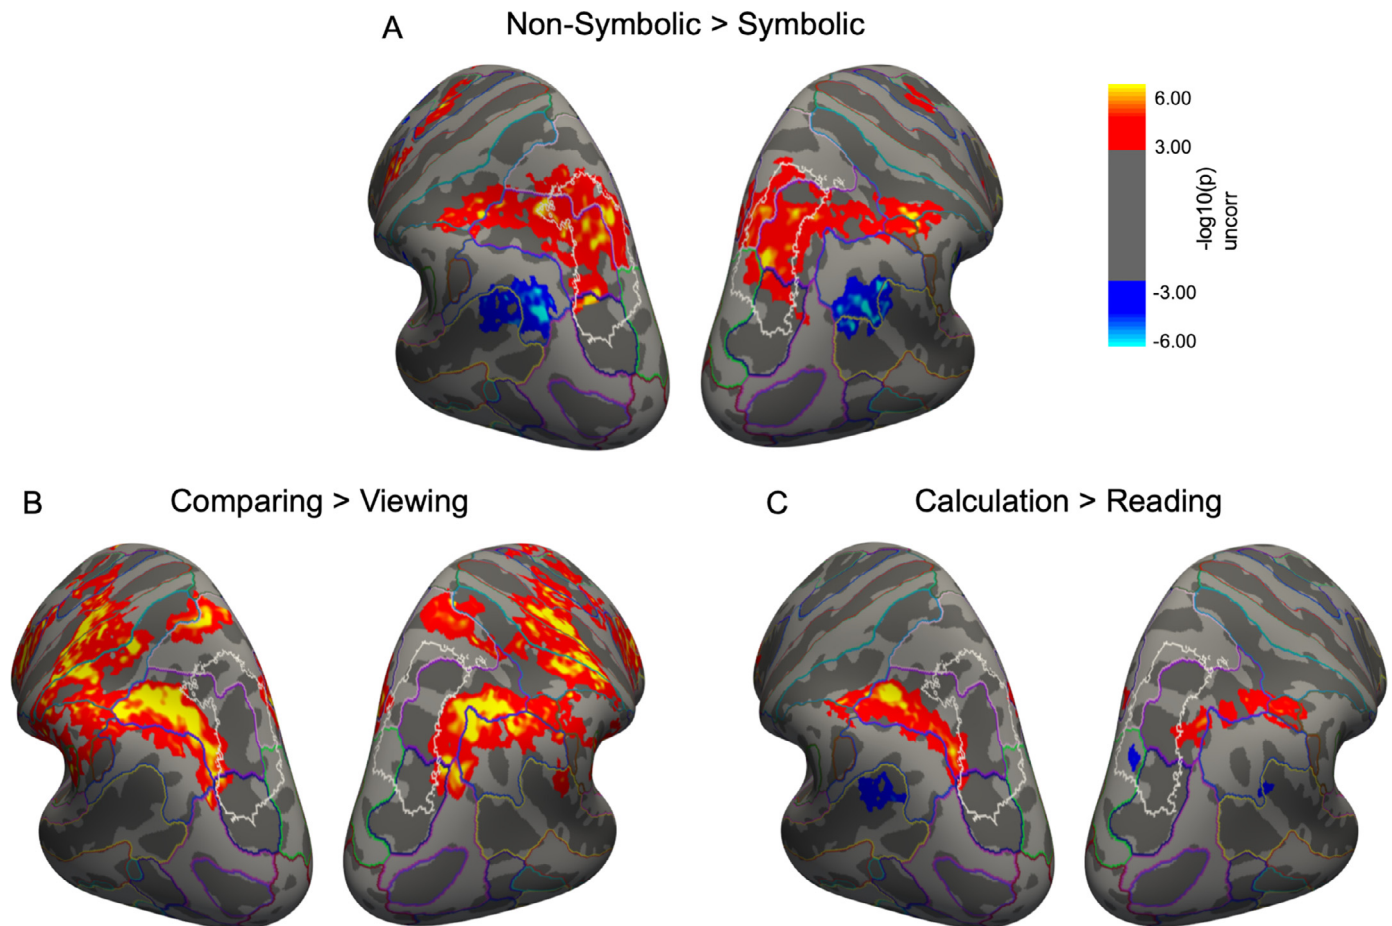 A
Non-Symbolic > Symbolic
6.00
3.00
-3.00
-6.00
-log10(p)
uncorr
B
Comparing > Viewing
C
Calculation > Reading